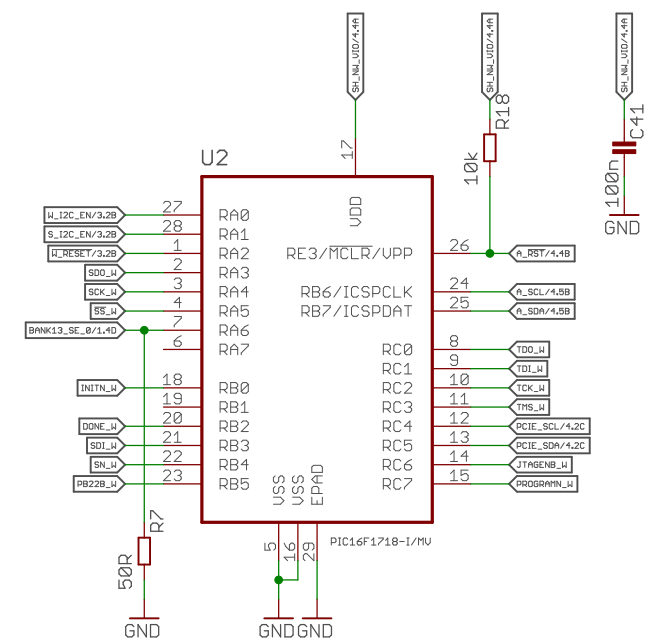 SH_NW_VIO/4.4A
SH_NW_VIO/4.4A
SH_NW_VIO/4.4A
R18
10k
C41
100n
GND
U2
17
VDD
W_I2C_EN/3.2B 27 RA0
S_I2C_EN/3.2B 28 RA1
W_RESET/3.2B 1 RA2
SDO_W 2 RA3
SCK_W 3 RA4
SS_W 4 RA5
BANK13_SE_0/1.4D 7 RA6
6 RA7
INITN_W 18 RB0
19 RB1
DONE_W 20 RB2
SDI_W 21 RB3
SN_W 22 RB4
PB22B_W 23 RB5
RE3/MCLR/VPP 26 A_RST/4.4B
RB6/ICSPCLK 24 A_SCL/4.5B
RB7/ICSPDAT 25 A_SDA/4.5B
RC0 8 TDO_W
RC1 9 TDI_W
RC2 10 TCK_W
RC3 11 TMS_W
RC4 12 PCIE_SCL/4.2C
RC5 13 PCIE_SDA/4.2C
RC6 14 JTAGENB_W
RC7 15 PROGRAMN_W
VSS
VSS
EPAD
5
16
29
PIC16F1718-I/MV
R7
50R
GND
GND
GND